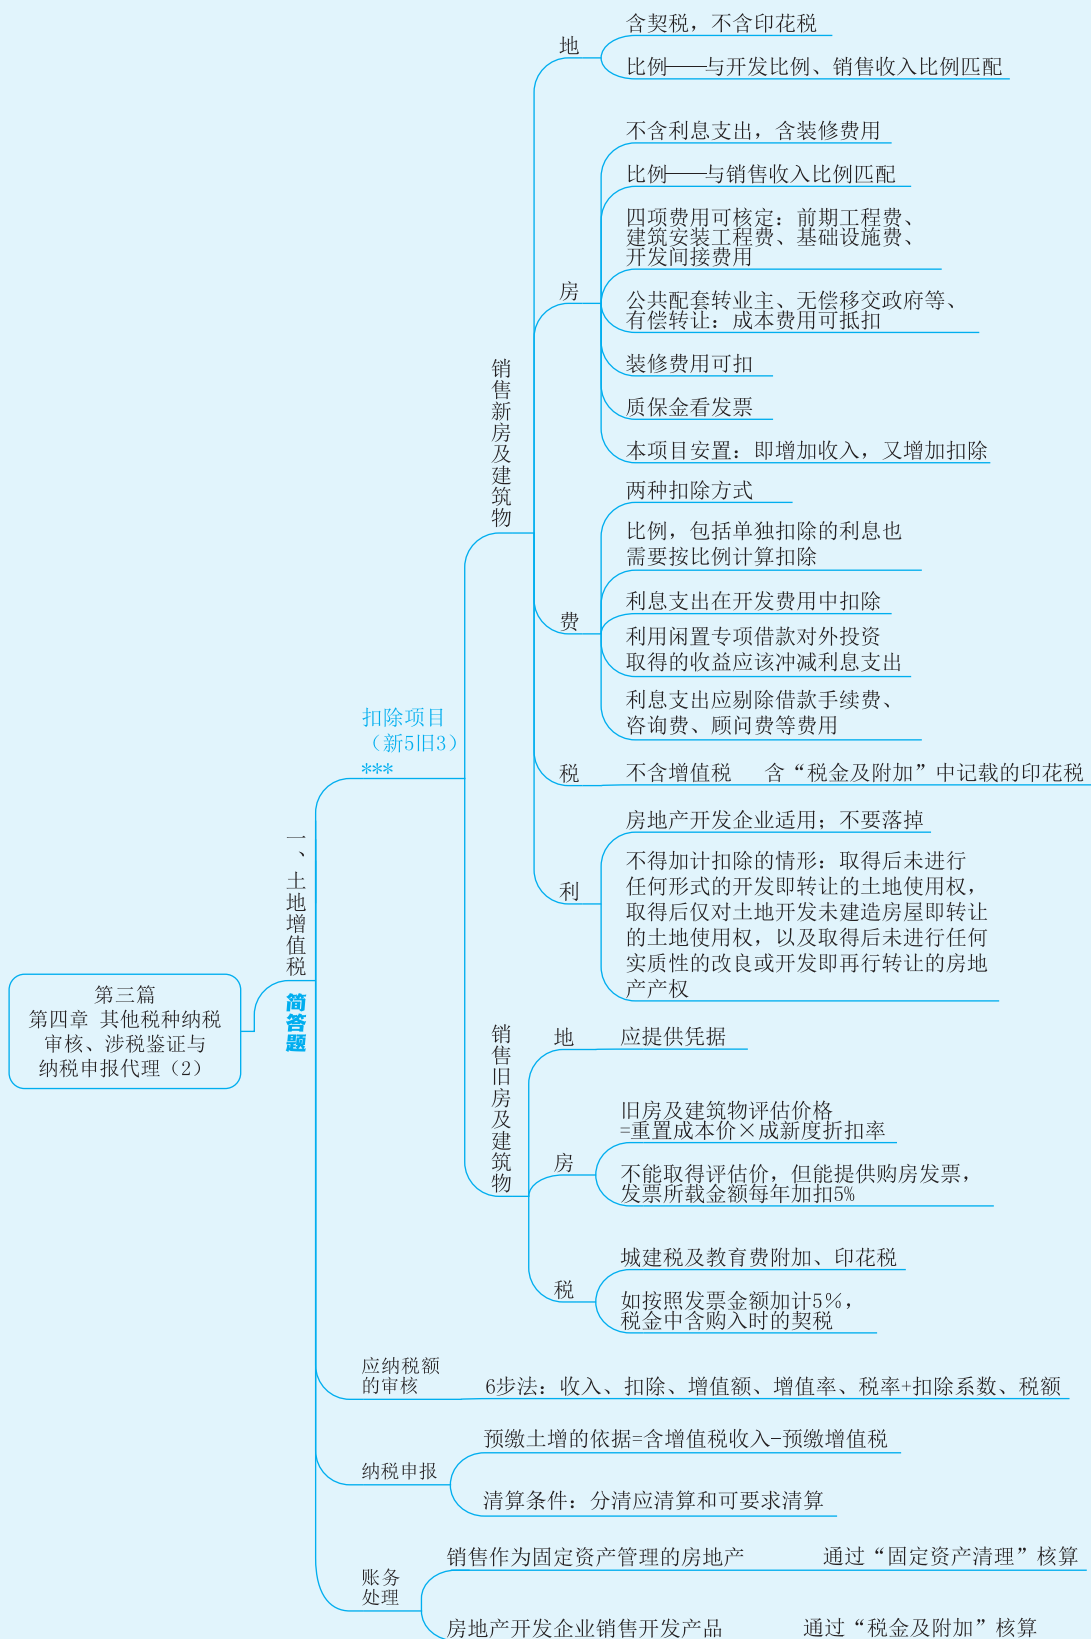 第三篇
第四章 其他税种纳税
审核、涉税鉴证与
纳税申报代理（2）
一、土地增值税
简答题
扣除项目
（新5旧3）
***
销售新房及建筑物
地
含契税，不含印花税
比例——与开发比例、销售收入比例匹配
房
不含利息支出，含装修费用
比例——与销售收入比例匹配
四项费用可核定：前期工程费、
建筑安装工程费、基础设施费、
开发间接费用
公共配套转业主、无偿移交政府等、
有偿转让：成本费用可抵扣
装修费用可扣
质保金看发票
本项目安置：即增加收入，又增加扣除
费
两种扣除方式
比例，包括单独扣除的利息也
需要按比例计算扣除
利息支出在开发费用中扣除
利用闲置专项借款对外投资
取得的收益应该冲减利息支出
利息支出应剔除借款手续费、
咨询费、顾问费等费用
税
不含增值税 含“税金及附加”中记载的印花税
利
房地产开发企业适用；不要落掉
不得加计扣除的情形：取得后未进行
任何形式的开发即转让的土地使用权，
取得后仅对土地开发未建造房屋即转让
的土地使用权，以及取得后未进行任何
实质性的改良或开发即再行转让的房地
产产权
销售旧房及建筑物
地
应提供凭据
房
旧房及建筑物评估价格
=重置成本价×成新度折扣率
不能取得评估价，但能提供购房发票，
发票所载金额每年加扣5%
税
城建税及教育费附加、印花税
如按照发票金额加计5%，
税金中含购入时的契税
应纳税额
的审核
6步法：收入、扣除、增值额、增值率、税率+扣除系数、税额
纳税申报
预缴土增的依据=含增值税收入-预缴增值税
清算条件：分清应清算和可要求清算
账务
处理
销售作为固定资产管理的房地产 通过“固定资产清理”核算
房地产开发企业销售开发产品 通过“税金及附加”核算